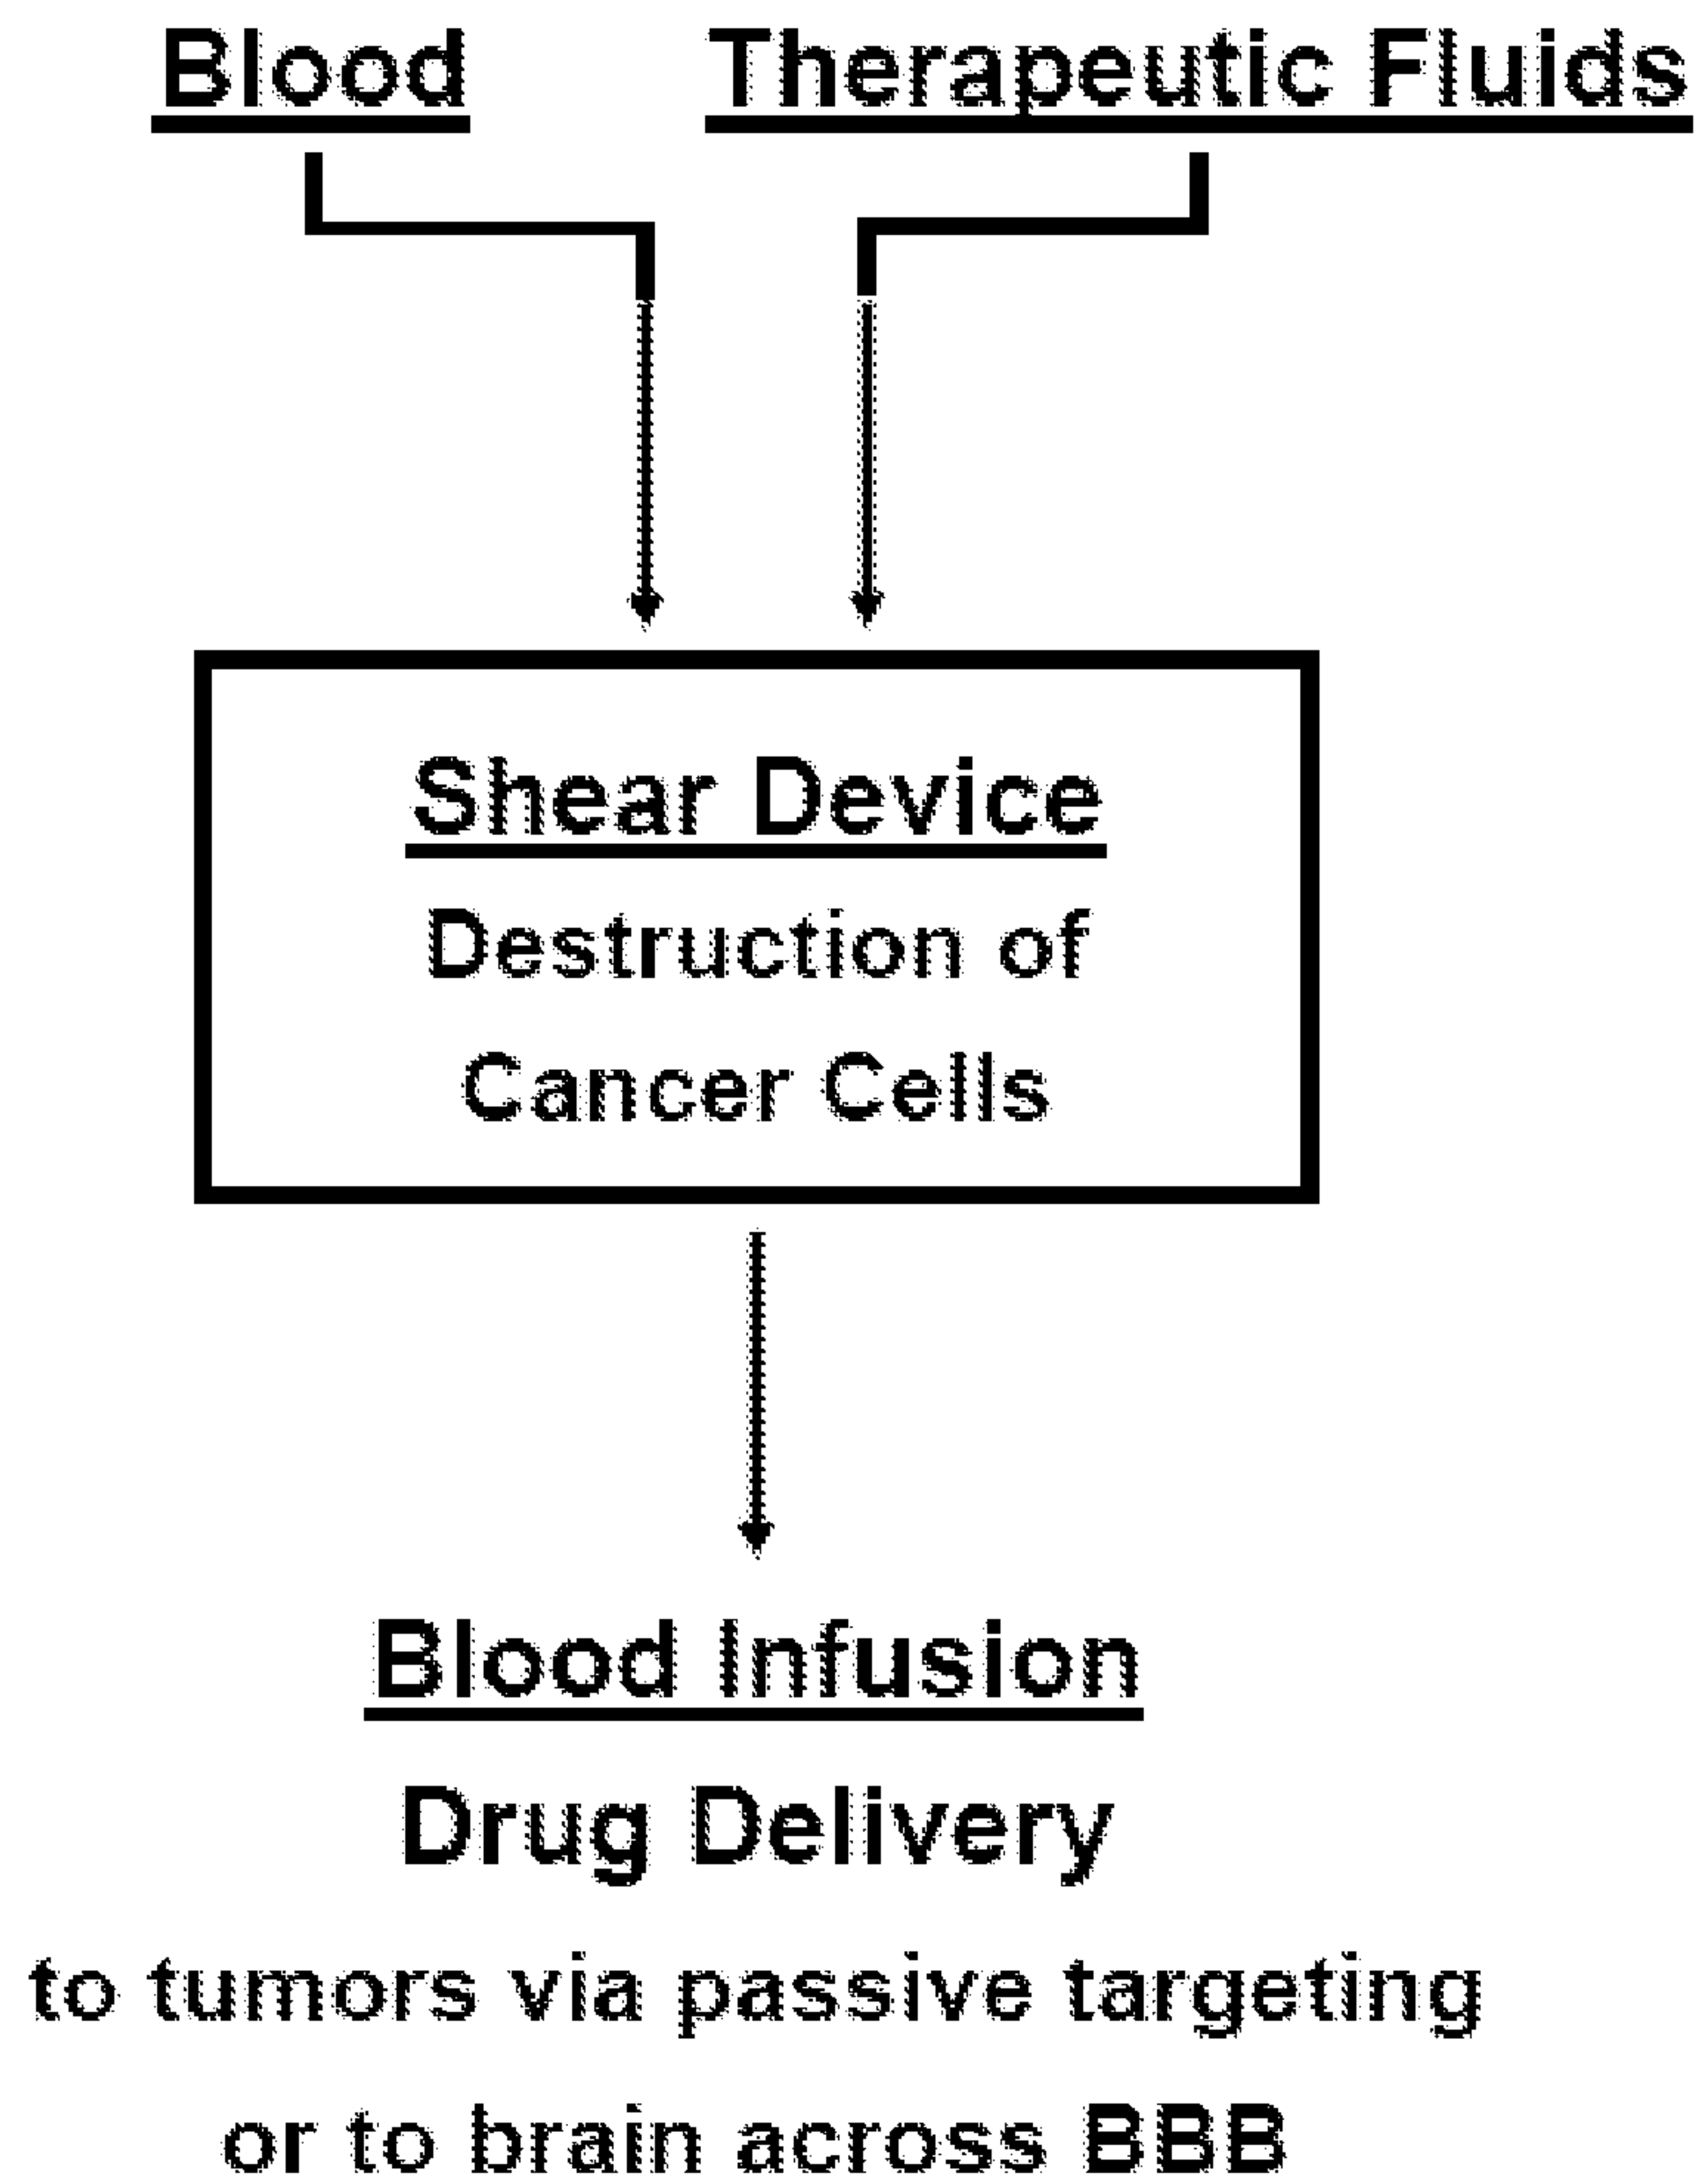 Blood Therapeutic Fluids
Shear Device
Destruction of
Cancer Cells
Blood Infusion
Drug Delivery
to tumors via passive targeting
or to brain across BBB